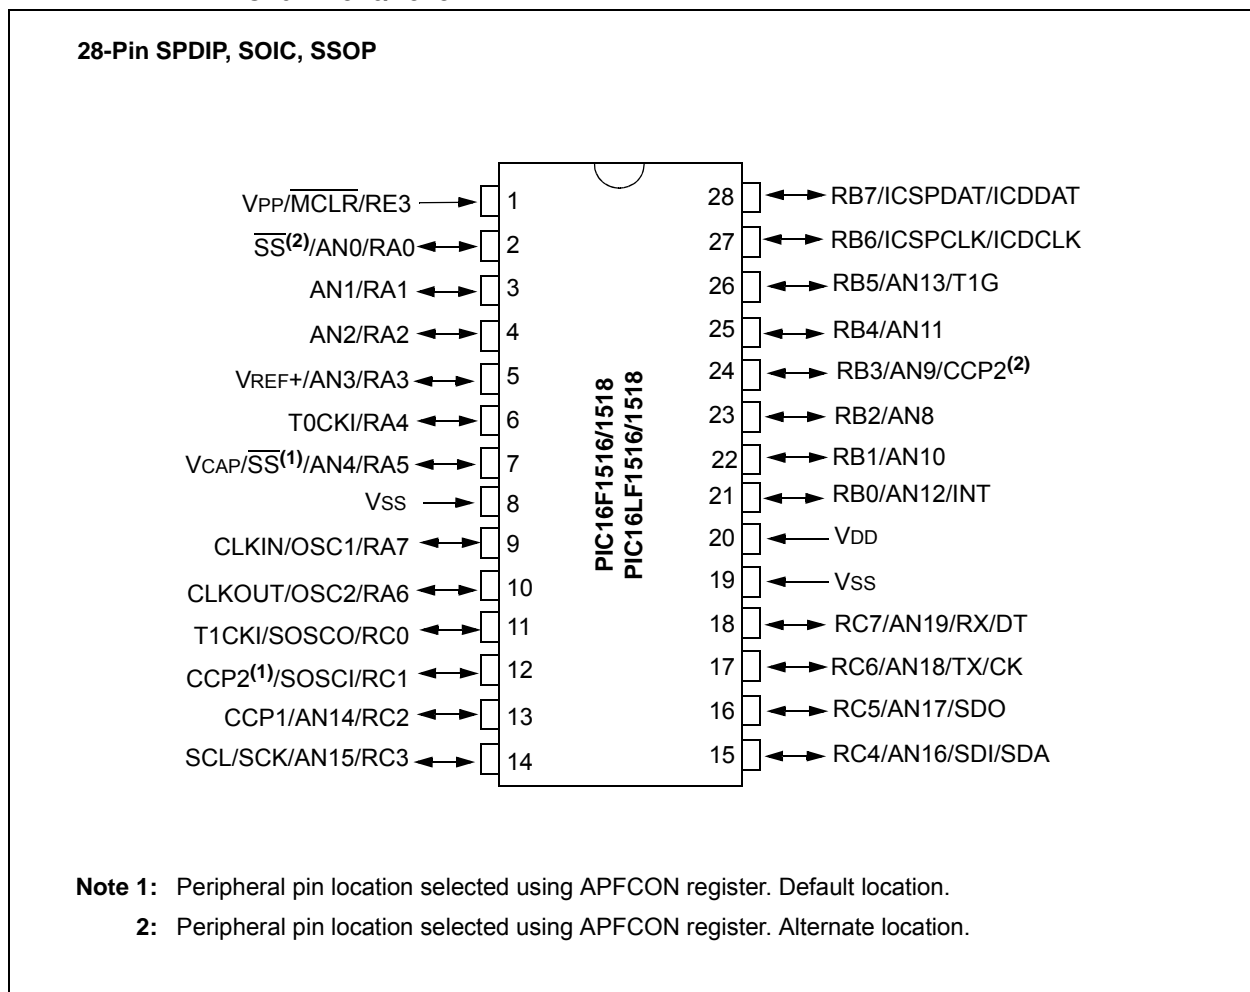 28-Pin SPDIP, SOIC, SSOP
VPP/MCLR/RE3 1 28 RB7/ICSPDAT/ICDDAT
SS(2)/AN0/RA0 2 27 RB6/ICSPCLK/ICDCLK
AN1/RA1 3 26 RB5/AN13/T1G
AN2/RA2 4 25 RB4/AN11
VREF+/AN3/RA3 5 24 RB3/AN9/CCP2(2)
T0CKI/RA4 6 23 RB2/AN8
VCAP/SS(1)/AN4/RA5 7 22 RB1/AN10
VSS 8 21 RB0/AN12/INT
CLKIN/OSC1/RA7 9 20 VDD
CLKOUT/OSC2/RA6 10 19 VSS
T1CKI/SOSCO/RC0 11 18 RC7/AN19/RX/DT
CCP2(1)/SOSCI/RC1 12 17 RC6/AN18/TX/CK
CCP1/AN14/RC2 13 16 RC5/AN17/SDO
SCL/SCK/AN15/RC3 14 15 RC4/AN16/SDI/SDA
PIC16F1516/1518
PIC16LF1516/1518
Note 1: Peripheral pin location selected using APFCON register. Default location.
2: Peripheral pin location selected using APFCON register. Alternate location.